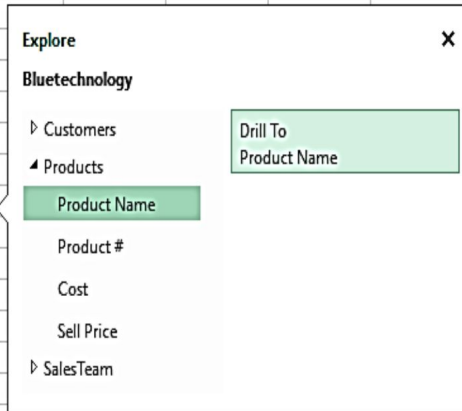 Explore
Bluetechnology
Customers
Drill To
Products
Product Name
Product Name
Product #
Cost
Sell Price
SalesTeam